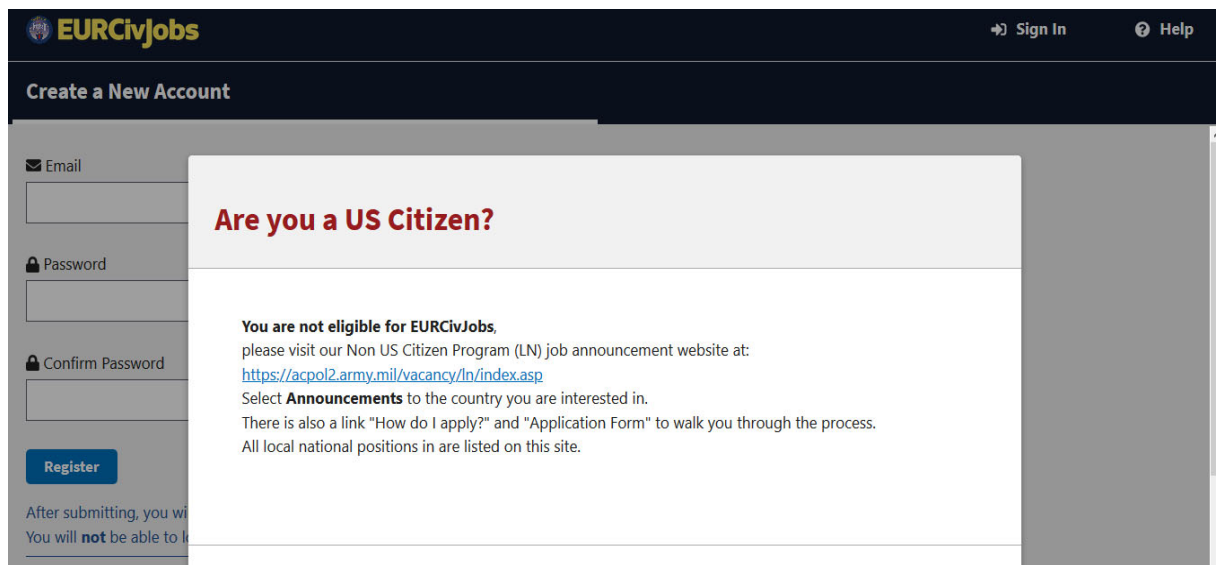 EURCivJobs
Sign In
Help
Create a New Account
Email
Password
Confirm Password
Register
After submitting, you wi
You will not be able to l
Are you a US Citizen?
You are not eligible for EURCivJobs,
please visit our Non US Citizen Program (LN) job announcement website at:
https://acpol2.army.mil/vacancy/ln/index.asp
Select Announcements to the country you are interested in.
There is also a link "How do I apply?" and "Application Form" to walk you through the process.
All local national positions in are listed on this site.